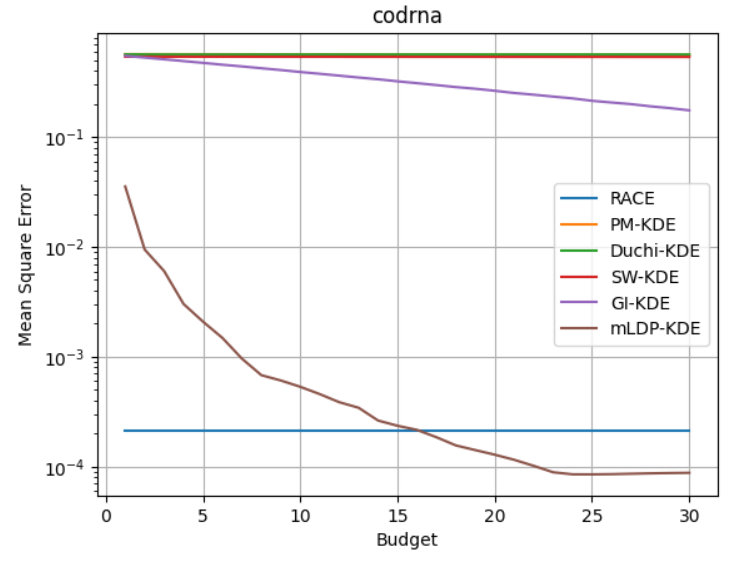 codrna
Mean Square Error
10⁻¹
10⁻²
10⁻³
10⁻⁴
RACE
PM-KDE
Duchi-KDE
SW-KDE
GI-KDE
mLDP-KDE
0 5 10 15 20 25 30
Budget